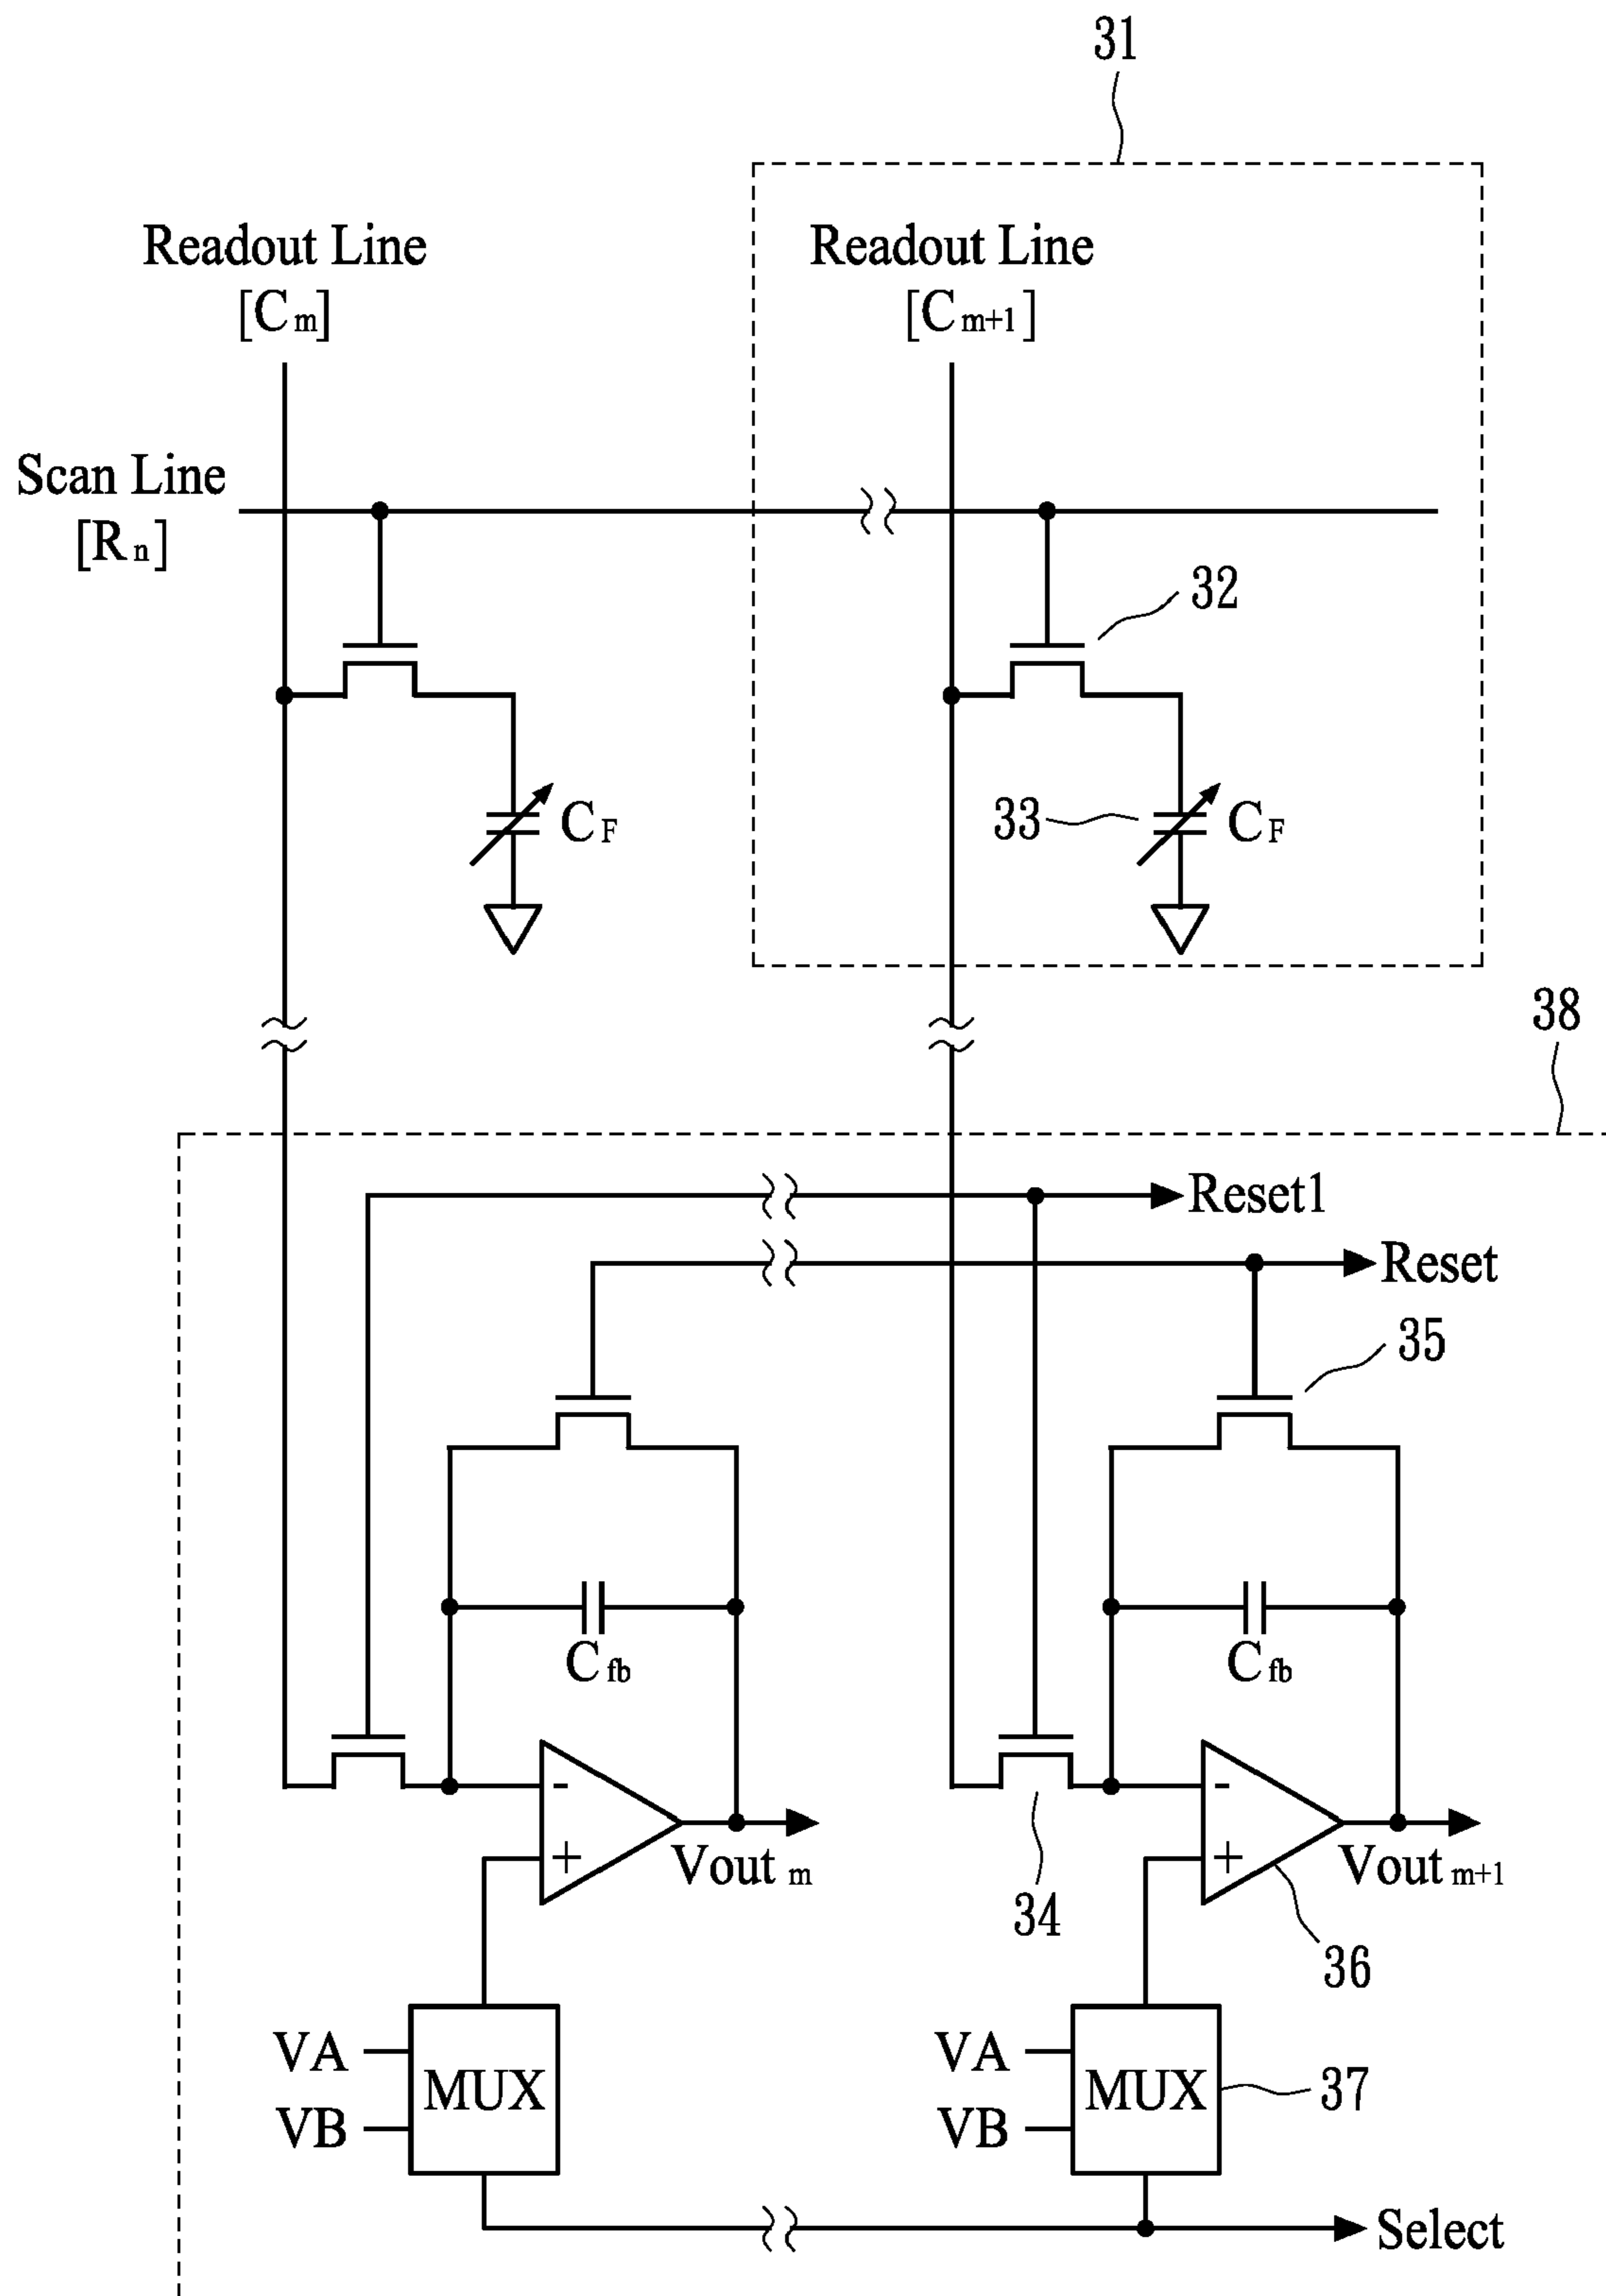 31
Readout Line
[Cm]
Readout Line
[Cm+1]
Scan Line
[Rn]
32
33
CF
CF
38
Reset1
Reset
35
Cfb
Cfb
-
+
Vout m
-
+
Vout m+1
34
36
VA
VB
MUX
VA
VB
MUX
37
Select